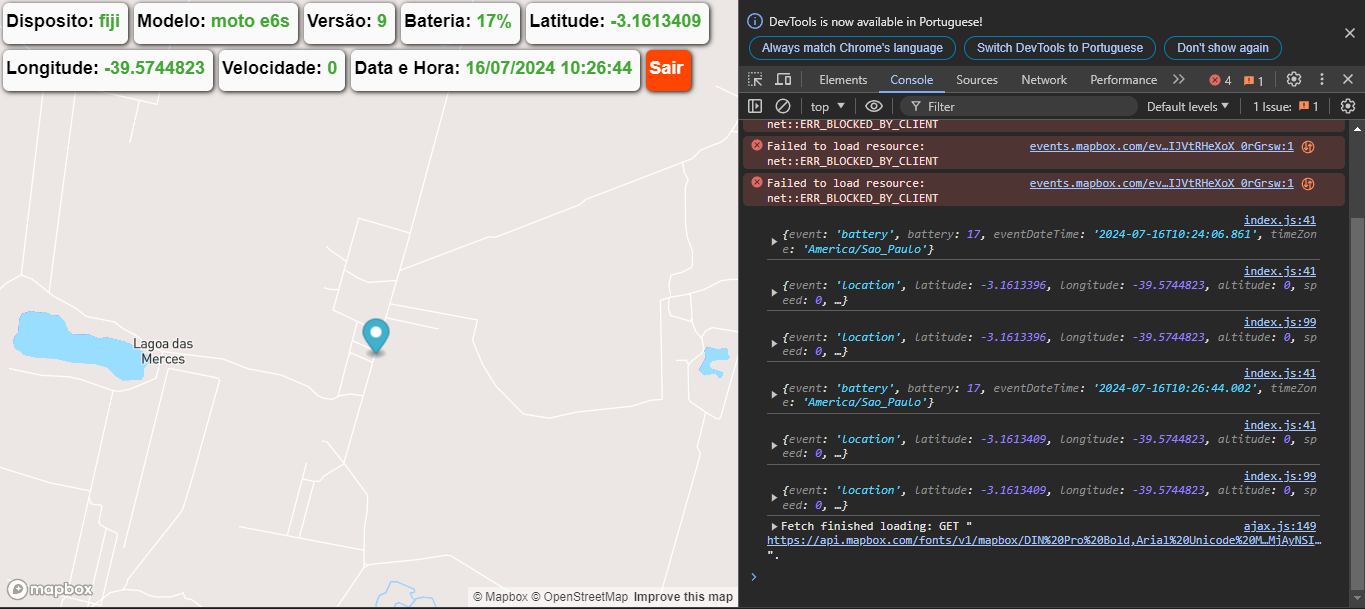 Disposito: fiji Modelo: moto e6s Versão: 9 Bateria: 17% Latitude: -3.1613409
Longitude: -39.5744823 Velocidade: 0 Data e Hora: 16/07/2024 10:26:44 Sair
Lagoa das
Merces
mapbox
© Mapbox © OpenStreetMap Improve this map
DevTools is now available in Portuguese!
Always match Chrome's language Switch DevTools to Portuguese Don't show again
Elements Console Sources Network Performance 4 1
top Filter Default levels 1 Issue: 1
net::ERR_BLOCKED_BY_CLIENT
Failed to load resource: events.mapbox.com/ev…IJVtRHeXoX_0rGrsw:1
net::ERR_BLOCKED_BY_CLIENT
Failed to load resource: events.mapbox.com/ev…IJVtRHeXoX_0rGrsw:1
net::ERR_BLOCKED_BY_CLIENT
index.js:41
{event: 'battery', battery: 17, eventDateTime: '2024-07-16T10:24:06.861', timeZon
e: 'America/Sao_Paulo'}
index.js:41
{event: 'location', latitude: -3.1613396, longitude: -39.5744823, altitude: 0, sp
eed: 0, …}
index.js:99
{event: 'location', latitude: -3.1613396, longitude: -39.5744823, altitude: 0, sp
eed: 0, …}
index.js:41
{event: 'battery', battery: 17, eventDateTime: '2024-07-16T10:26:44.002', timeZon
e: 'America/Sao_Paulo'}
index.js:41
{event: 'location', latitude: -3.1613409, longitude: -39.5744823, altitude: 0, sp
eed: 0, …}
index.js:99
{event: 'location', latitude: -3.1613409, longitude: -39.5744823, altitude: 0, sp
eed: 0, …}
Fetch finished loading: GET " ajax.js:149
https://api.mapbox.com/fonts/v1/mapbox/DIN%20Pro%20Bold,Arial%20Unicode%20M…MjAyNSI…
".